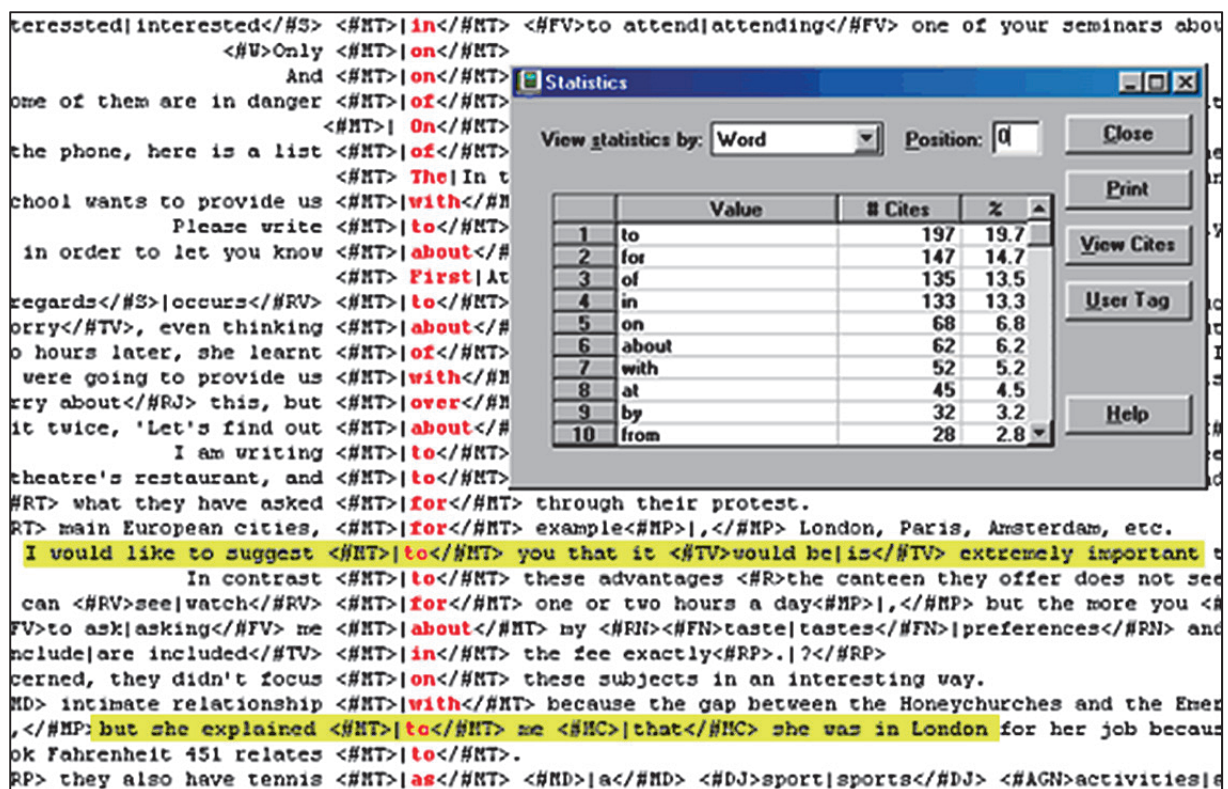 teressted|interested</#S> <#MT>|in</#MT> <#FV>to attend|attending</#FV> one of your seminars abou
<#W>Only <#MT>|on</#MT>
And <#MT>|on</#MT>
ome of them are in danger <#MT>|of</#MT>
<#MT>| On</#MT>
the phone, here is a list <#MT>|of</#MT>
<#MT> The|In t
chool wants to provide us <#MT>|with</#M
Please write <#MT>|to</#MT>
in order to let you know <#MT>|about</#
<#MT> First|At
regards</#S>|occurs</#RV> <#MT>|to</#MT>
orry</#TV>, even thinking <#MT>|about</#
o hours later, she learnt <#MT>|of</#MT>
were going to provide us <#MT>|with</#M
rry about</#RJ> this, but <#MT>|over</#M
it twice, 'Let's find out <#MT>|about</#
I am writing <#MT>|to</#MT>
theatre's restaurant, and <#MT>|to</#MT>
#RT> what they have asked <#MT>|for</#MT> through their protest.
RT> main European cities, <#MT>|for</#MT> example<#MP>|,</#MP> London, Paris, Amsterdam, etc.
I would like to suggest <#MT>|to</#MT> you that it <#TV>would be|is</#TV> extremely important t
In contrast <#MT>|to</#MT> these advantages <#R>the canteen they offer does not see
can <#RV>see|watch</#RV> <#MT>|for</#MT> one or two hours a day<#MP>|,</#MP> but the more you <#
FV>to ask|asking</#FV> me <#MT>|about</#MT> my <#RN><#FN>taste|tastes</#FN>|preferences</#RN> and
nclude|are included</#TV> <#MT>|in</#MT> the fee exactly<#RP>.|?</#RP>
cerned, they didn't focus <#MT>|on</#MT> these subjects in an interesting way.
MD> intimate relationship <#MT>|with</#MT> because the gap between the Honeychurches and the Emer
,</#MP> but she explained <#MT>|to</#MT> me <#MC>|that</#MC> she was in London for her job becaus
ok Fahrenheit 451 relates <#MT>|to</#MT>.
RP> they also have tennis <#MT>|as</#MT> <#MD>|a</#MD> <#DJ>sport|sports</#DJ> <#AGN>activities|
Statistics
View statistics by: Word Position: 0
Value # Cites %
1 to 197 19.7
2 for 147 14.7
3 of 135 13.5
4 in 133 13.3
5 on 68 6.8
6 about 62 6.2
7 with 52 5.2
8 at 45 4.5
9 by 32 3.2
10 from 28 2.8
Close
Print
View Cites
User Tag
Help